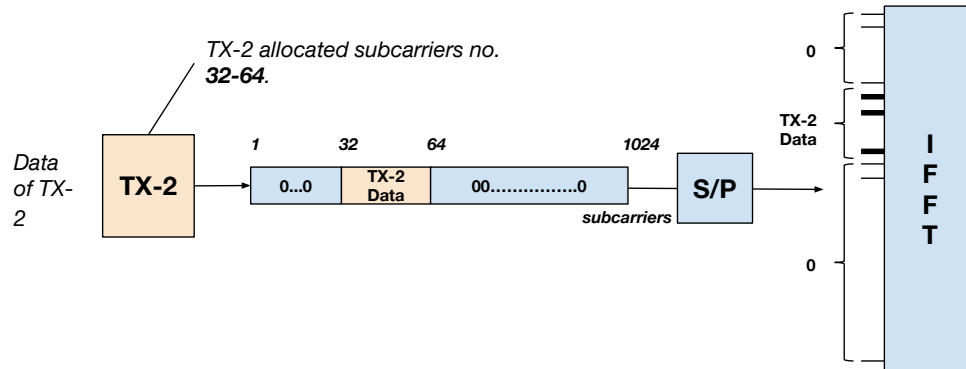 TX-2 allocated subcarriers no.
32-64.
Data
of TX-
2
TX-2
1
32
64
1024
0...0
TX-2
Data
00...............0
subcarriers
S/P
0
TX-2
Data
0
I
F
F
T